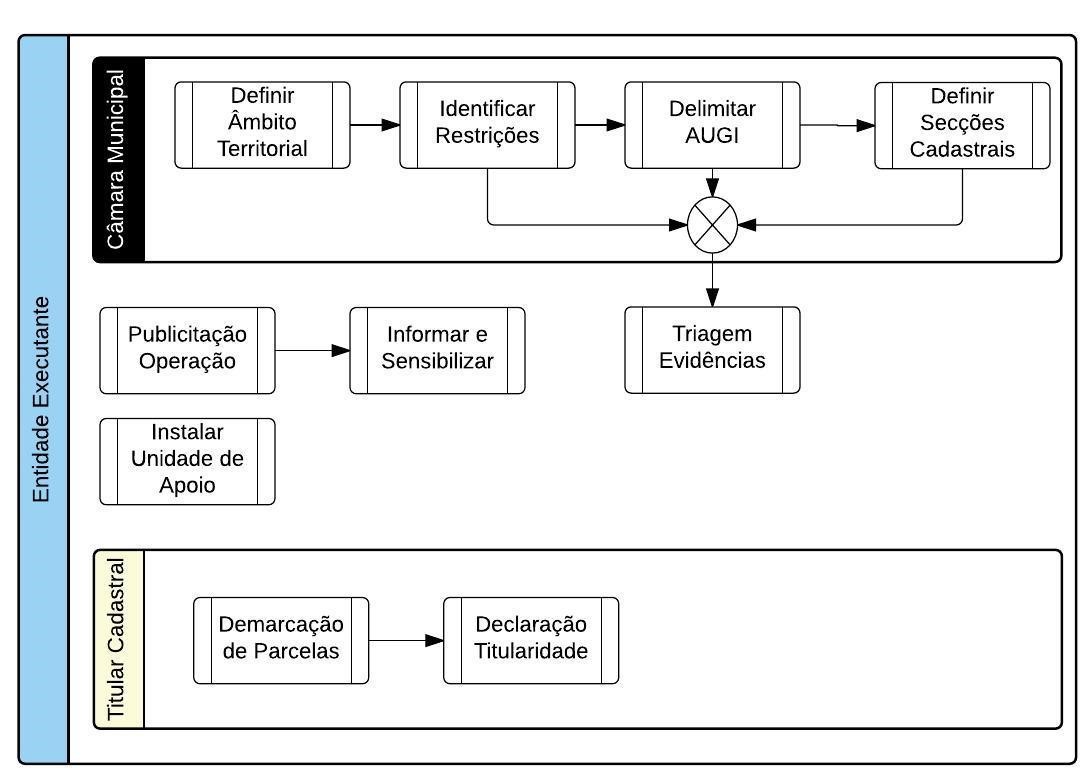 Entidade Executante
Câmara Municipal
Definir
Âmbito
Territorial
Identificar
Restrições
Delimitar
AUGI
Definir
Secções
Cadastrais
Publicitação
Operação
Informar e
Sensibilizar
Triagem
Evidências
Instalar
Unidade de
Apoio
Titular Cadastral
Demarcação
de Parcelas
Declaração
Titularidade